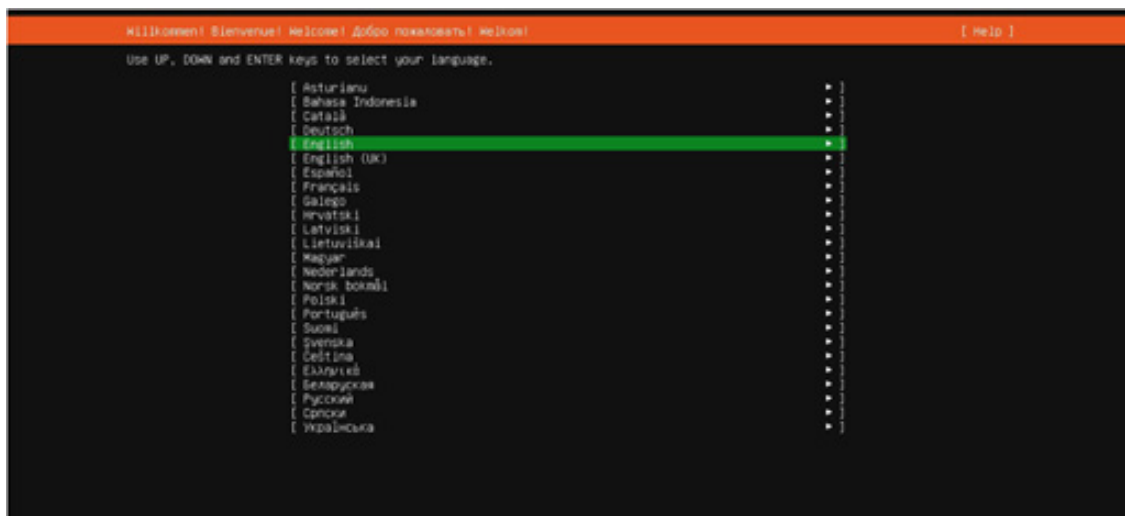 Willkommen! Bienvenue! Welcome! Добро пожаловать! Welkom!
[ Help ]
Use UP, DOWN and ENTER keys to select your language.
[ Asturianu ▸ ]
[ Bahasa Indonesia ▸ ]
[ Català ▸ ]
[ Deutsch ▸ ]
[ English ▸ ]
[ English (UK) ▸ ]
[ Español ▸ ]
[ Français ▸ ]
[ Galego ▸ ]
[ Hrvatski ▸ ]
[ Latviski ▸ ]
[ Lietuviškai ▸ ]
[ Magyar ▸ ]
[ Nederlands ▸ ]
[ Norsk bokmål ▸ ]
[ Polski ▸ ]
[ Português ▸ ]
[ Suomi ▸ ]
[ Svenska ▸ ]
[ Čeština ▸ ]
[ Ελληνικά ▸ ]
[ Беларуская ▸ ]
[ Русский ▸ ]
[ Српски ▸ ]
[ Українська ▸ ]